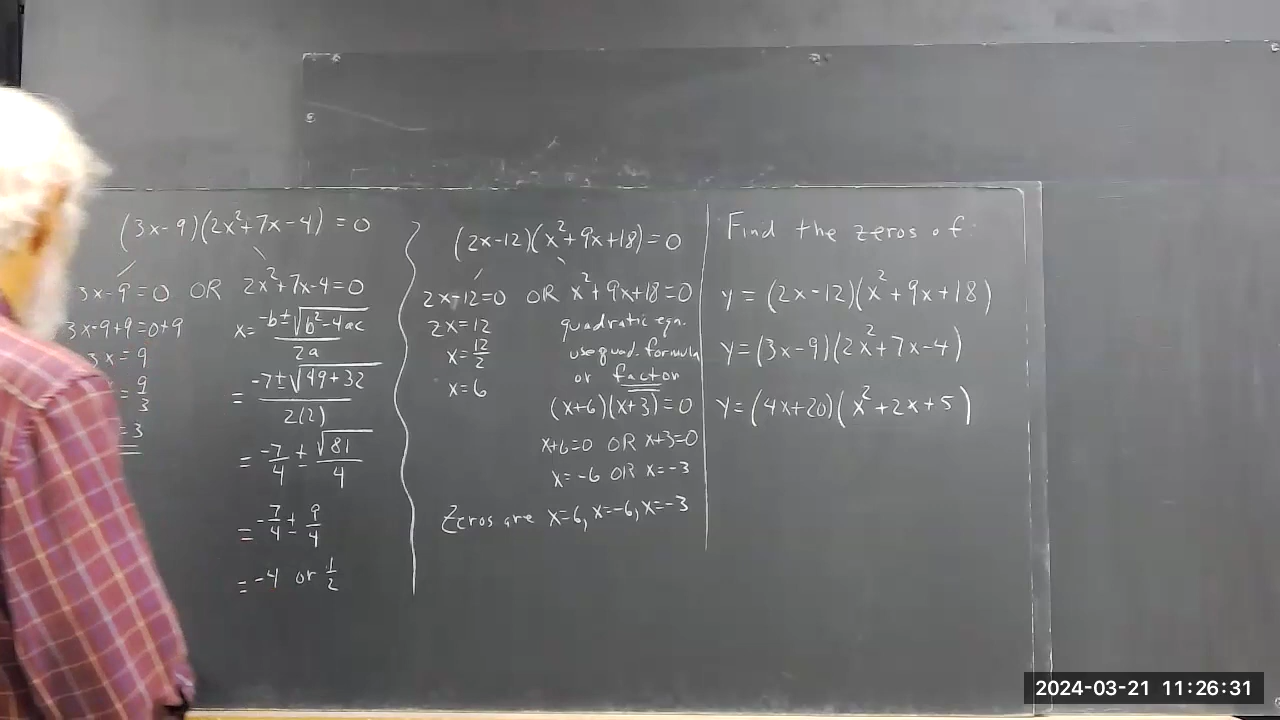 (3x-9)(2x²+7x-4) = 0
3x-9=0 OR 2x²+7x-4=0
3x-9+9=0+9
3x=9
= 9/3
=3
x= -b±√b²-4ac / 2a
= -7±√49+32 / 2(2)
= -7/4 ± √81/4
= -7/4 ± 9/4
= -4 or 1/2
(2x-12)(x²+9x+18)=0
2x-12=0 OR x²+9x+18=0
2x=12
x=12/2
x=6
quadratic eqn.
use quad. formula
or factor
(x+6)(x+3)=0
x+6=0 OR x+3=0
x=-6 OR x=-3
Zeros are x=6, x=-6, x=-3
Find the zeros of:
y = (2x-12)(x²+9x+18)
y=(3x-9)(2x²+7x-4)
y=(4x+20)(x²+2x+5)
2024-03-21 11:26:31